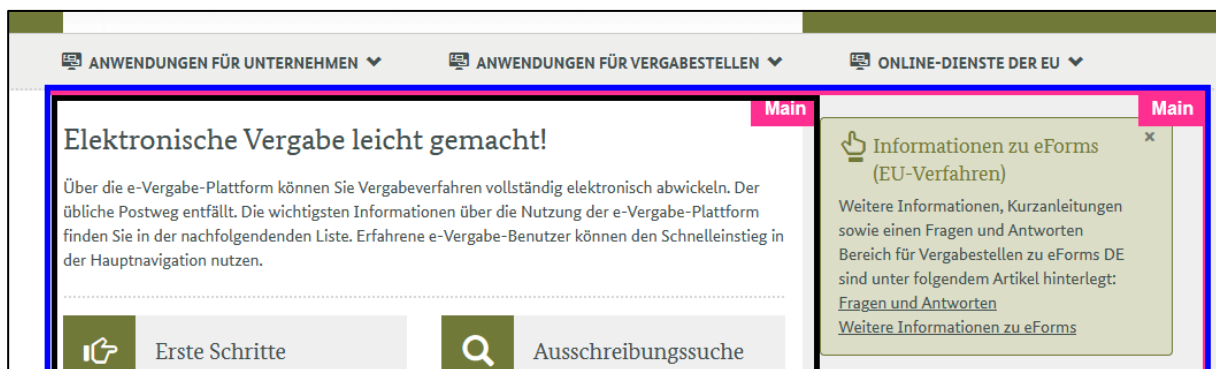 ANWENDUNGEN FÜR UNTERNEHMEN
ANWENDUNGEN FÜR VERGABESTELLEN
ONLINE-DIENSTE DER EU
Main
Elektronische Vergabe leicht gemacht!
Über die e-Vergabe-Plattform können Sie Vergabeverfahren vollständig elektronisch abwickeln. Der
übliche Postweg entfällt. Die wichtigsten Informationen über die Nutzung der e-Vergabe-Plattform
finden Sie in der nachfolgendenden Liste. Erfahrene e-Vergabe-Benutzer können den Schnelleinstieg in
der Hauptnavigation nutzen.
Erste Schritte
Ausschreibungssuche
Main
Informationen zu eForms
(EU-Verfahren)
×
Weitere Informationen, Kurzanleitungen
sowie einen Fragen und Antworten
Bereich für Vergabestellen zu eForms DE
sind unter folgendem Artikel hinterlegt:
Fragen und Antworten
Weitere Informationen zu eForms